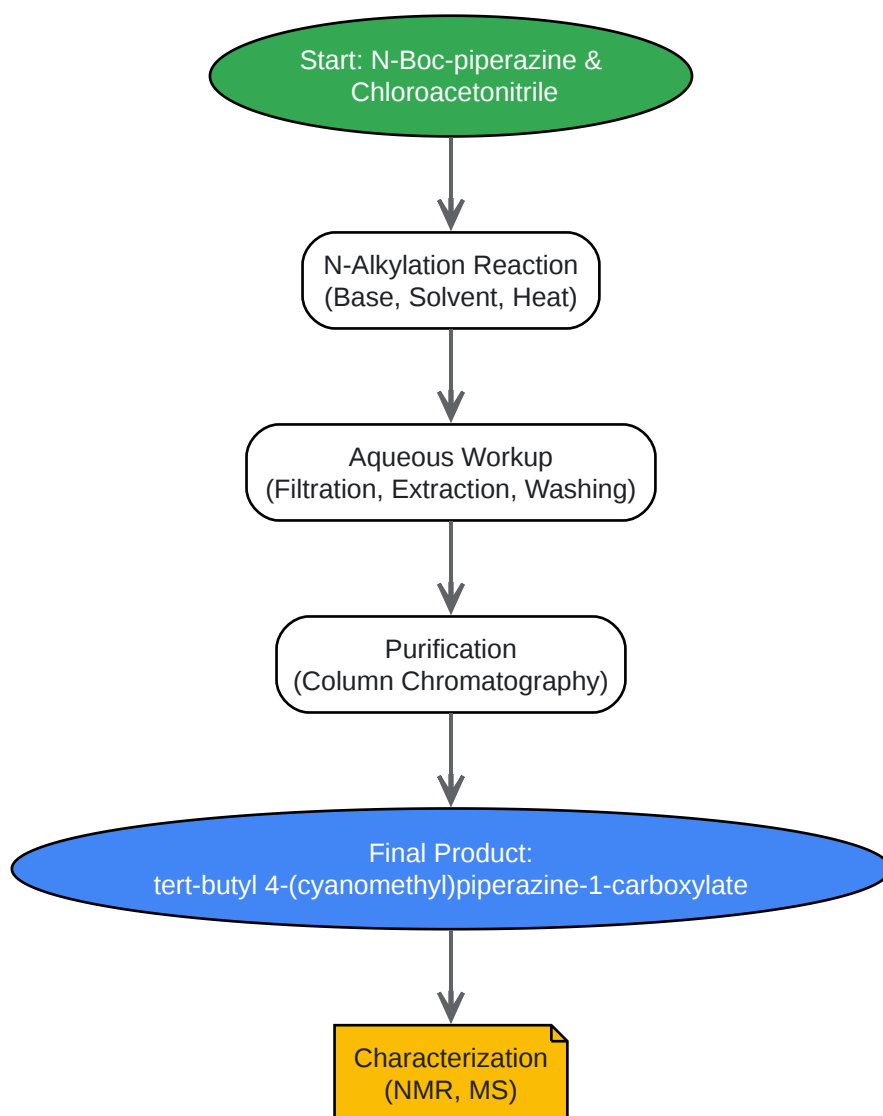 Start: N-Boc-piperazine &
Chloroacetonitrile
N-Alkylation Reaction
(Base, Solvent, Heat)
Aqueous Workup
(Filtration, Extraction, Washing)
Purification
(Column Chromatography)
Final Product:
tert-butyl 4-(cyanomethyl)piperazine-1-carboxylate
Characterization
(NMR, MS)